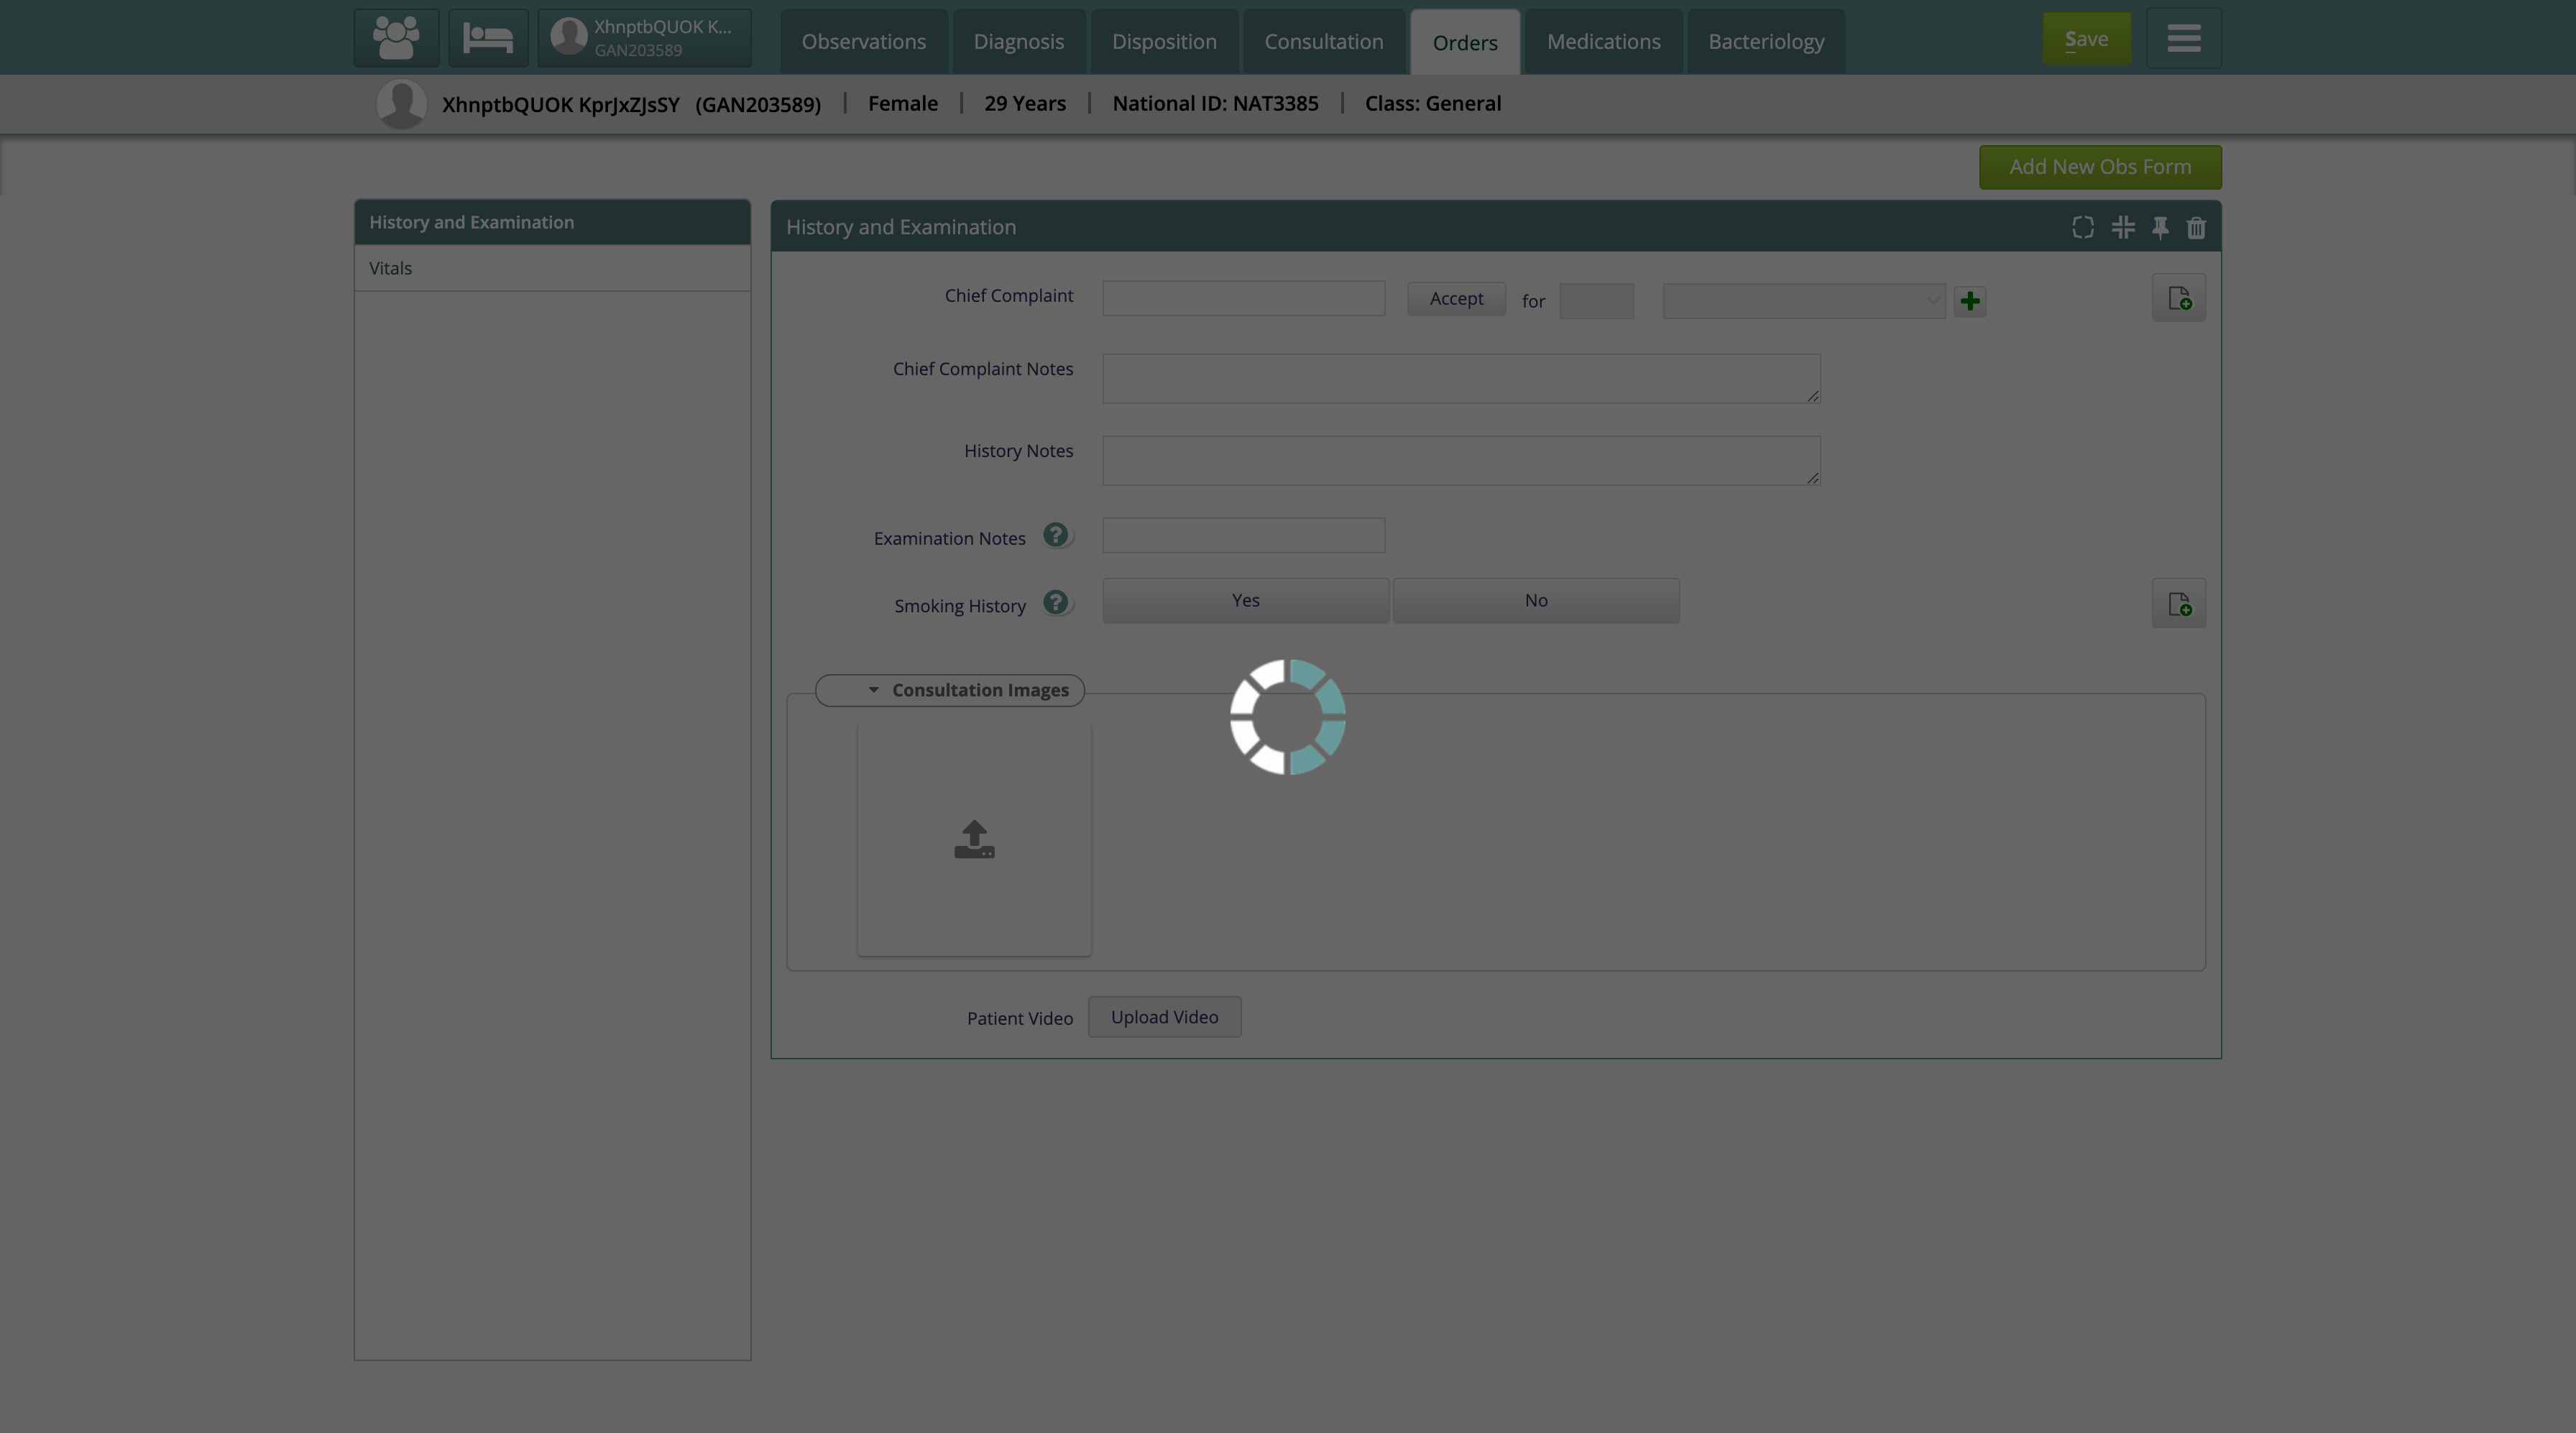 XhnptbQUOK K...
GAN203589
Observations
Diagnosis
Disposition
Consultation
Orders
Medications
Bacteriology
Save
XhnptbQUOK KprJxZJsSY (GAN203589) | Female | 29 Years | National ID: NAT3385 | Class: General
Add New Obs Form
History and Examination
Vitals
History and Examination
Chief Complaint
Accept
for
Chief Complaint Notes
History Notes
Examination Notes
Smoking History
Yes
No
Consultation Images
Patient Video
Upload Video